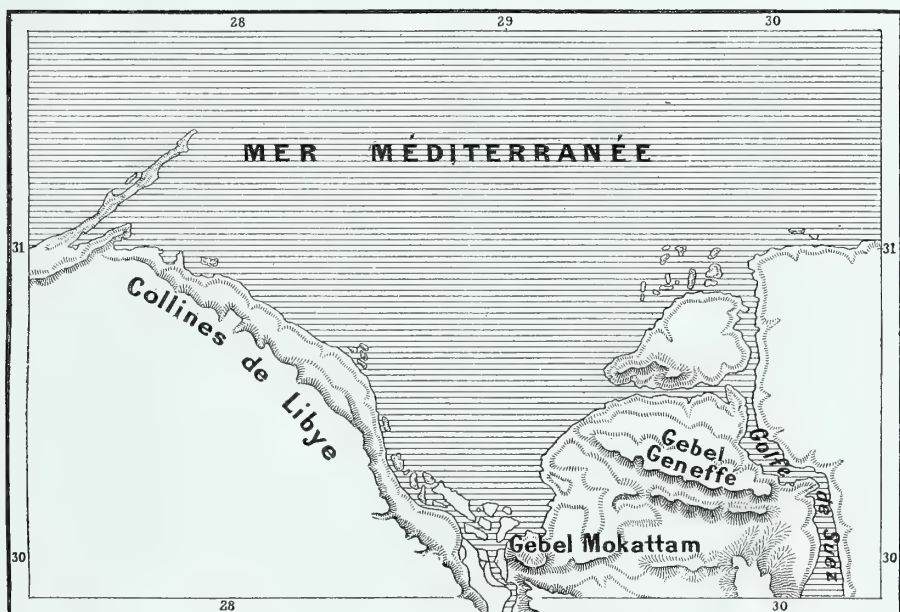 28 29 30
MER MÉDITERRANÉE
31 31
Collines de Libye
Gebel
Geneffé
Golfe de Suez
Gebel Mokattam
30 30
28 30